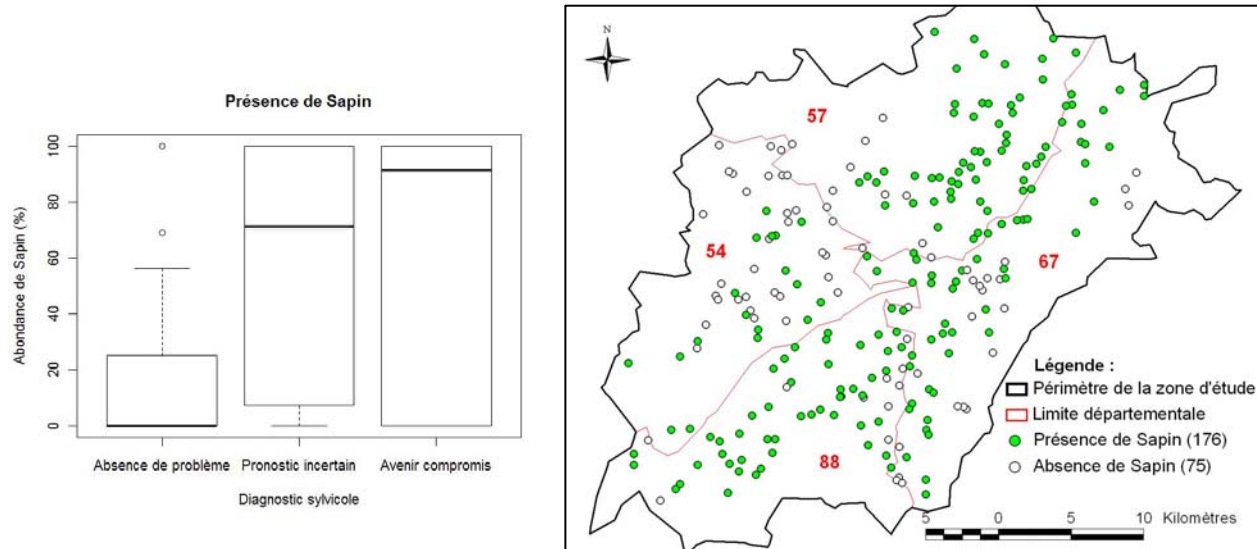 Présence de Sapin
Abondance de Sapin (%)
100
80
60
40
20
0
Absence de problème
Pronostic incertain
Avenir compromis
Diagnostic sylvicole
57
54
67
88
Légende :
Périmètre de la zone d'étude
Limite départementale
Présence de Sapin (176)
Absence de Sapin (75)
5 0 5 10 Kilomètres